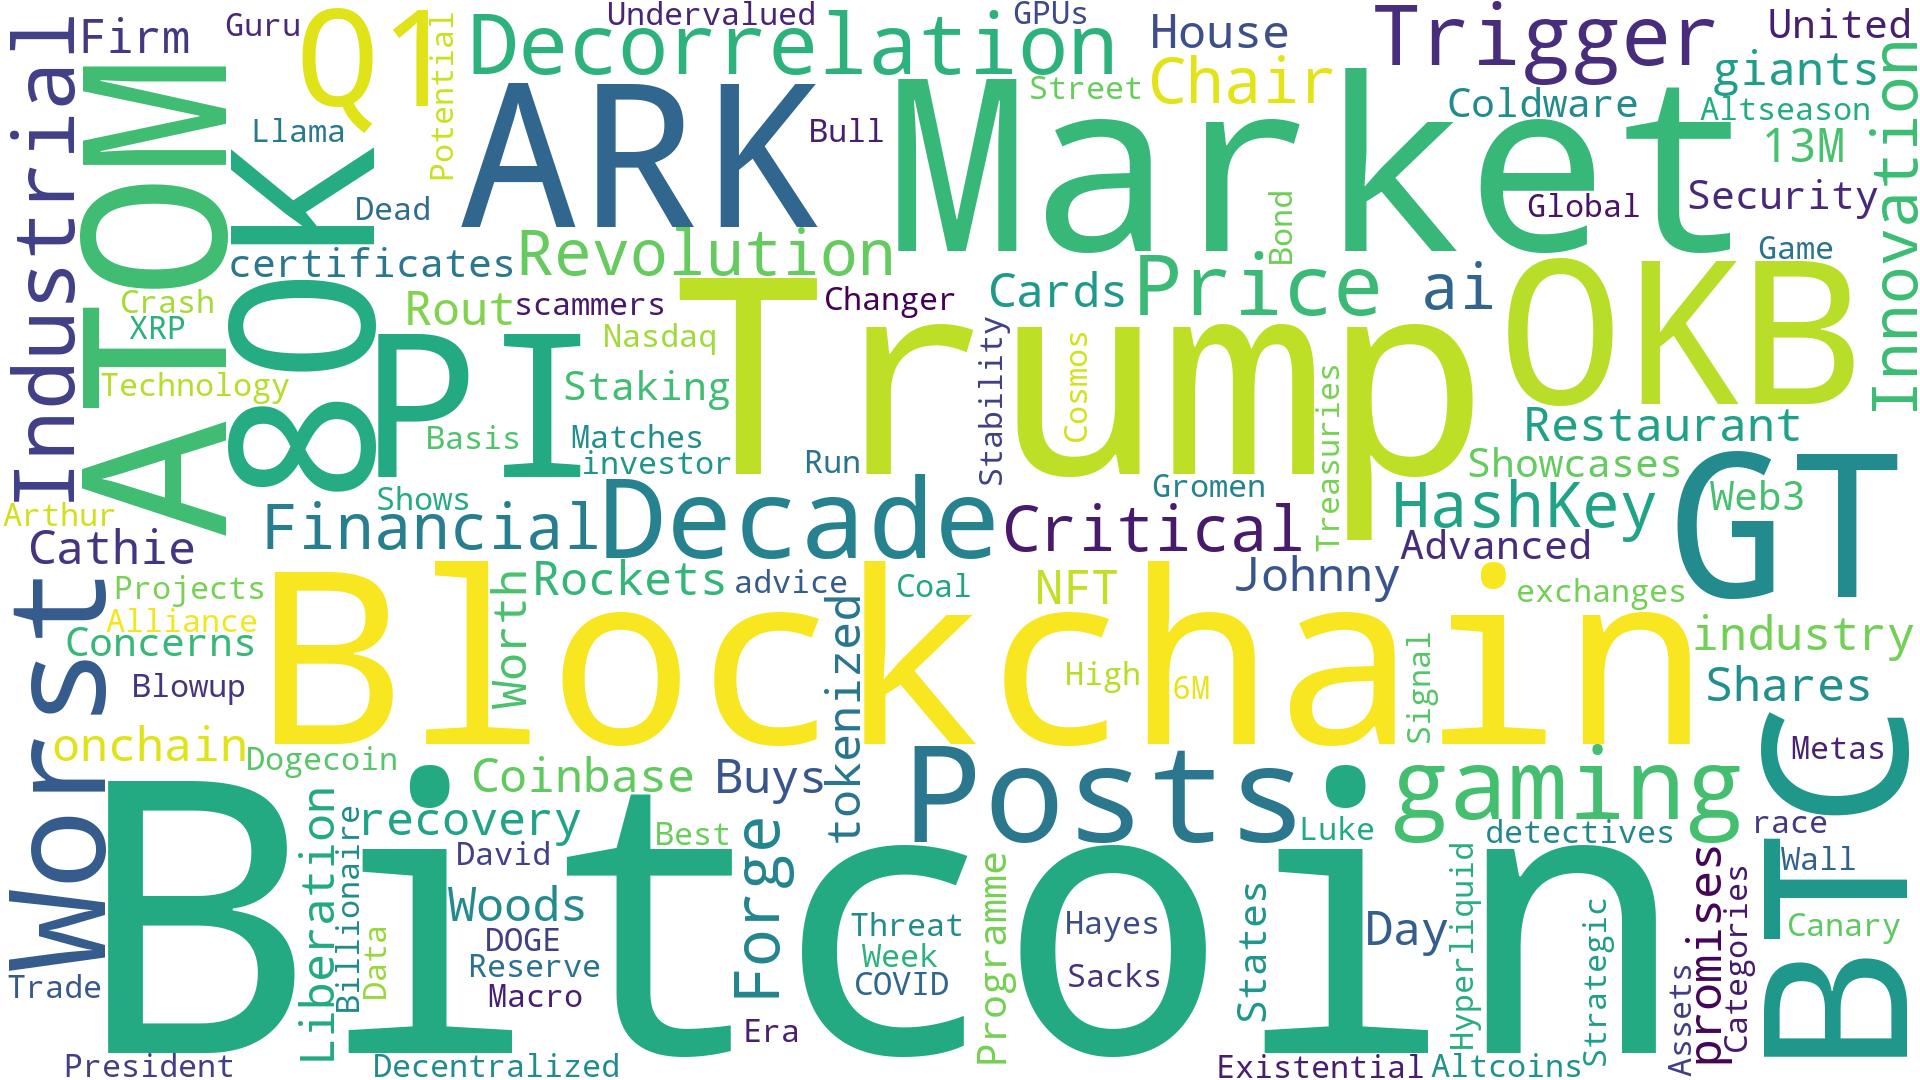 Guru
Q1
Potential
Undervalued
GPUs
Decorrelation
House
Trigger
United
Firm
Industrial
ATOM
80K
Llama
ARK
Bull
Market
Street
Chair
Coldware
giants
Altseason
13M
Innovation
Dead
Security
Global
Bond
Game
certificates
Revolution
Crash
XRP
Technology
Rout
scammers
Changer
Cards
Price
ai
OKB
Nasdaq
PI
Staking
Trump
Stability
Cosmos
Treasuries
Basis
Matches
investor
Run
Restaurant
Showcases
Shows
Gromen
HashKey
Web3
GT
Arthur
Financial
Decade
Critical
Advanced
Cathie
Worst
Projects
Alliance
Concerns
Rockets
advice
Coal
NFT
Johnny
exchanges
Worth
Blockchain
tokenized
High
6M
Signal
industry
Blowup
Shares
onchain
Dogecoin
Coinbase
Buys
Posts
gaming
BTC
Metas
Liberation
Billionaire
recovery
Best
Luke
detectives
race
David
Bitcoin
Forge
Woods
Data
DOGE
Reserve
Macro
Threat
Week
COVID
Programme
Hayes
Sacks
States
Day
Hyperliquid
Strategic
Assets
promises
Categories
Wall
Canary
Trade
Era
President
Decentralized
Existential
Altcoins